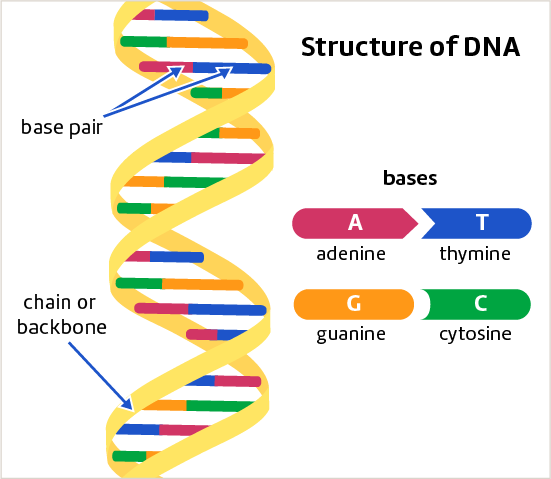 Structure of DNA
base pair
bases
A
T
adenine
thymine
G
C
guanine
cytosine
chain or
backbone